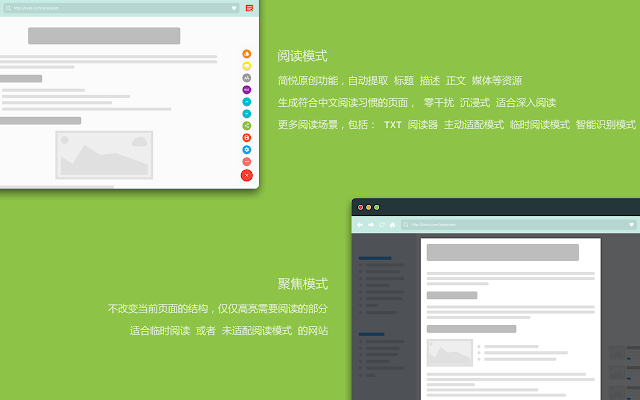 阅读模式
简悦原创功能，自动提取 标题 描述 正文 媒体等资源
生成符合中文阅读习惯的页面， 零干扰 沉浸式 适合深入阅读
更多阅读场景，包括： TXT 阅读器 主动适配模式 临时阅读模式 智能识别模式
聚焦模式
不改变当前页面的结构，仅仅高亮需要阅读的部分
适合临时阅读 或者 未适配阅读模式 的网站